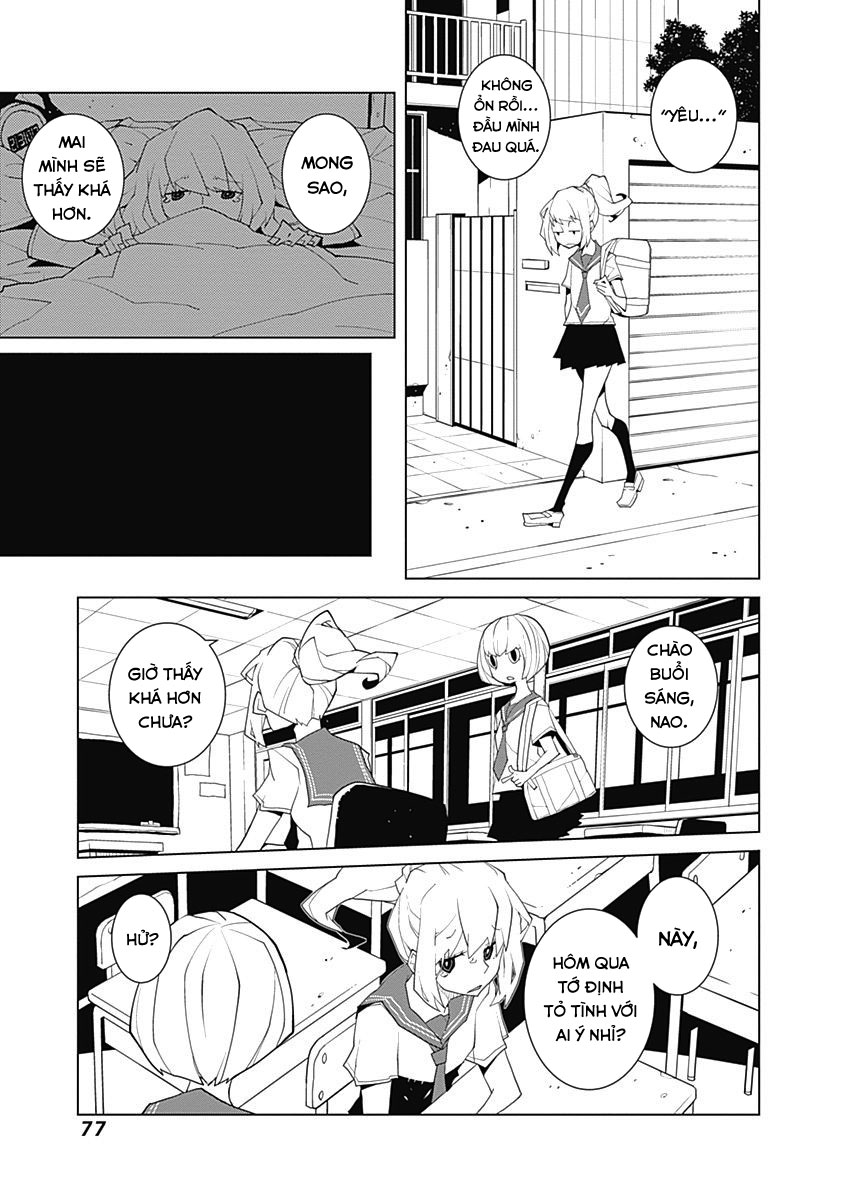 "YÊU..."
KHÔNG
ỔN RỒI...
ĐẦU MÌNH
ĐAU QUÁ.
MONG
SAO,
MAI
MÌNH SẼ
THẤY KHÁ
HƠN.
CHÀO
BUỔI
SÁNG,
NAO.
GIỜ THẤY
KHÁ HƠN
CHƯA?
NÀY,
HÔM QUA
TỚ ĐỊNH
TỎ TÌNH VỚI
AI Ý NHỈ?
HỬ?
77